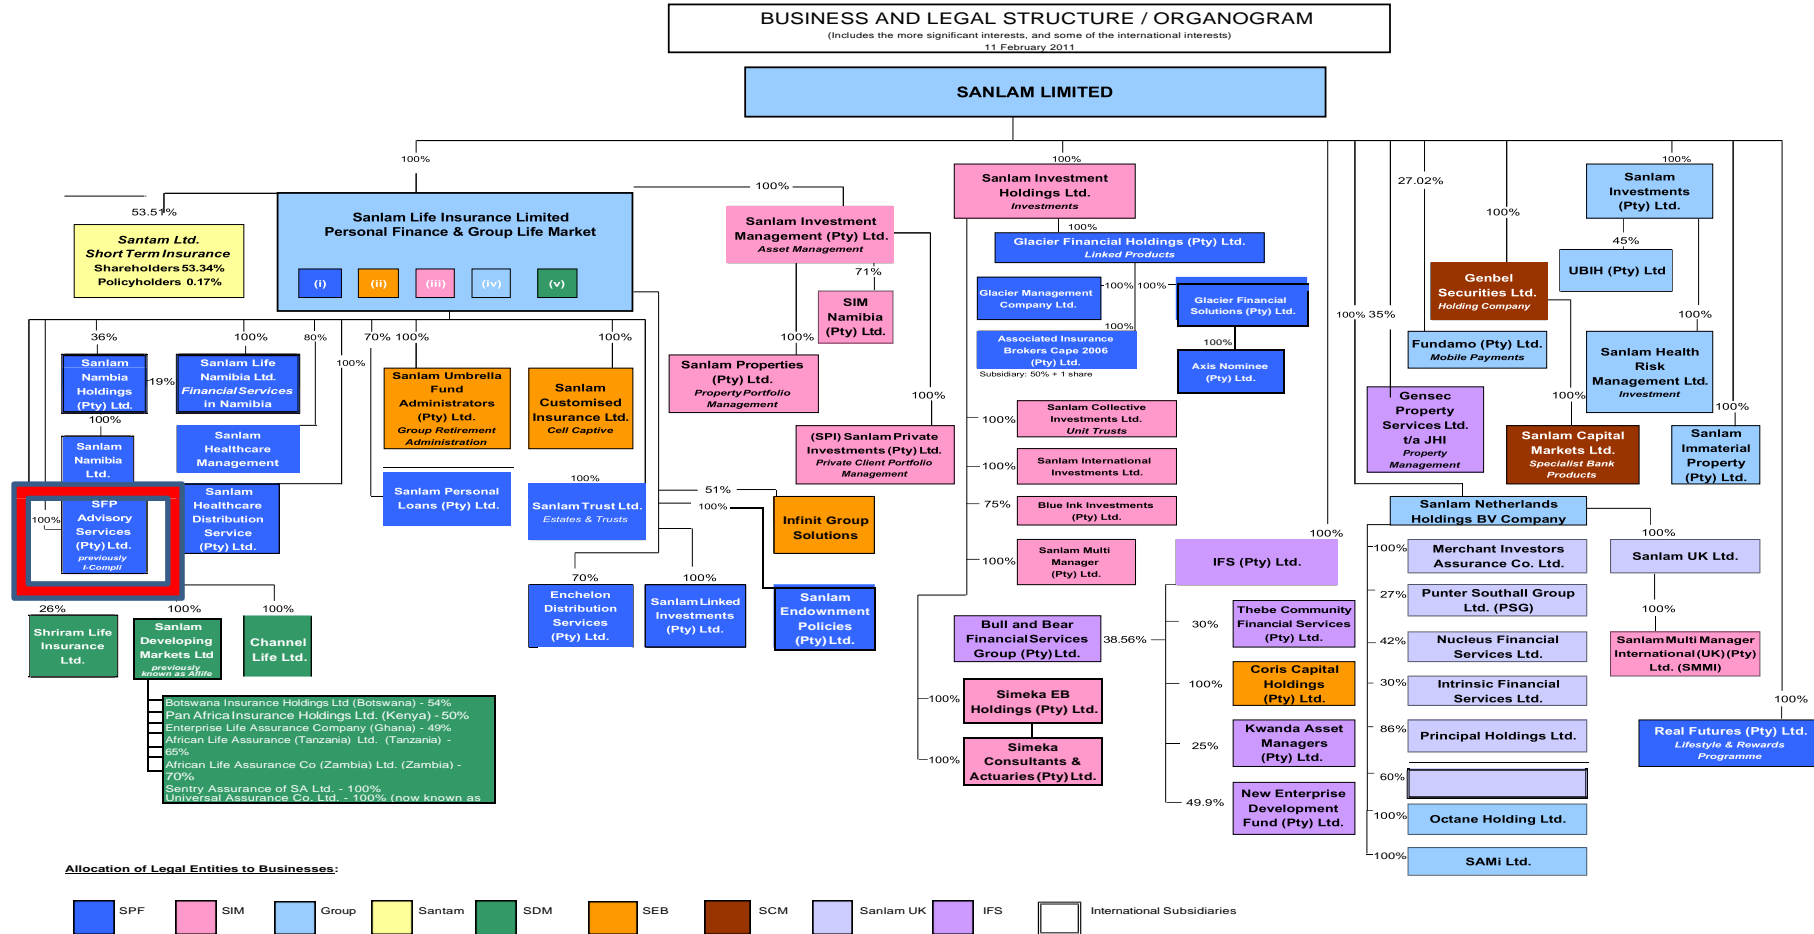 BUSINESS AND LEGAL STRUCTURE / ORGANOGRAM
(Includes the more significant interests, and some of the international interests)
11 February 2011
SANLAM LIMITED
100%
53.51%
Santam Ltd.
Short Term Insurance
Shareholders 53.34%
Policyholders 0.17%
Sanlam Life Insurance Limited
Personal Finance & Group Life Market
(i)
(ii)
(iii)
(iv)
(v)
100%
Sanlam Investment
Management (Pty) Ltd.
Asset Management
71%
SIM
Namibia
(Pty) Ltd.
100%
Sanlam Properties
(Pty) Ltd.
Property Portfolio
Management
100%
(SPI) Sanlam Private
Investments (Pty) Ltd.
Private Client Portfolio
Management
100%
Sanlam Investment
Holdings Ltd.
Investments
100%
Glacier Financial Holdings (Pty) Ltd.
Linked Products
Glacier Management
Company Ltd.
100%
100%
Glacier Financial
Solutions (Pty) Ltd.
100%
Associated Insurance
Brokers Cape 2006
(Pty) Ltd.
Subsidiary: 50% + 1 share
100%
Axis Nominee
(Pty) Ltd.
100%
Sanlam Collective
Investments Ltd.
Unit Trusts
100%
Sanlam International
Investments Ltd.
75%
Blue Ink Investments
(Pty) Ltd.
100%
Sanlam Multi
Manager
(Pty) Ltd.
Bull and Bear
Financial Services
Group (Pty) Ltd.
38.56%
100%
Simeka EB
Holdings (Pty) Ltd.
100%
Simeka
Consultants &
Actuaries (Pty) Ltd.
100%
IFS (Pty) Ltd.
30%
Thebe Community
Financial Services
(Pty) Ltd.
100%
Coris Capital
Holdings
(Pty) Ltd.
25%
Kwanda Asset
Managers
(Pty) Ltd.
49.9%
New Enterprise
Development
Fund (Pty) Ltd.
100%
35%
Gensec
Property
Services Ltd.
t/a JHI
Property
Management
27.02%
Fundamo (Pty) Ltd.
Mobile Payments
100%
Genbel
Securities Ltd.
Holding Company
100%
Sanlam Capital
Markets Ltd.
Specialist Bank
Products
100%
Sanlam
Investments
(Pty) Ltd.
45%
UBIH (Pty) Ltd
100%
Sanlam Health
Risk
Management Ltd.
Investment
100%
Sanlam
Immaterial
Property
(Pty) Ltd.
Sanlam Netherlands
Holdings BV Company
100%
Merchant Investors
Assurance Co. Ltd.
27%
Punter Southall Group
Ltd. (PSG)
42%
Nucleus Financial
Services Ltd.
30%
Intrinsic Financial
Services Ltd.
86%
Principal Holdings Ltd.
60%
100%
Octane Holding Ltd.
100%
SAMi Ltd.
100%
Sanlam UK Ltd.
100%
Sanlam Multi Manager
International (UK) (Pty)
Ltd. (SMMI)
100%
Real Futures (Pty) Ltd.
Lifestyle & Rewards
Programme
36%
Sanlam
Nambia
Holdings
(Pty) Ltd.
19%
100%
Sanlam Life
Namibia Ltd.
Financial Services
in Namibia
80%
Sanlam
Healthcare
Management
100%
Sanlam
Namibia
Ltd.
100%
SFP
Advisory
Services
(Pty) Ltd.
previously
I-Compli
100%
Sanlam
Healthcare
Distribution
Service
(Pty) Ltd.
70%
100%
Sanlam Umbrella
Fund
Administrators
(Pty) Ltd.
Group Retirement
Administration
Sanlam Personal
Loans (Pty) Ltd.
100%
Sanlam
Customised
Insurance Ltd.
Cell Captive
100%
Sanlam Trust Ltd.
Estates & Trusts
51%
100%
Infinit Group
Solutions
70%
Enchelon
Distribution
Services
(Pty) Ltd.
100%
Sanlam Linked
Investments
(Pty) Ltd.
Sanlam
Endownment
Policies
(Pty) Ltd.
26%
Shriram Life
Insurance
Ltd.
100%
Sanlam
Developing
Markets Ltd
previously
known as Aflife
100%
Channel
Life Ltd.
Botswana Insurance Holdings Ltd (Botswana) - 54%
Pan Africa Insurance Holdings Ltd. (Kenya) - 50%
Enterprise Life Assurance Company (Ghana) - 49%
African Life Assurance (Tanzania) Ltd. (Tanzania) -
65%
African Life Assurance Co (Zambia) Ltd. (Zambia) -
70%
Sentry Assurance of SA Ltd. - 100%
Universal Assurance Co. Ltd. - 100% (now known as
Allocation of Legal Entities to Businesses:
SPF
SIM
Group
Santam
SDM
SEB
SCM
Sanlam UK
IFS
International Subsidiaries